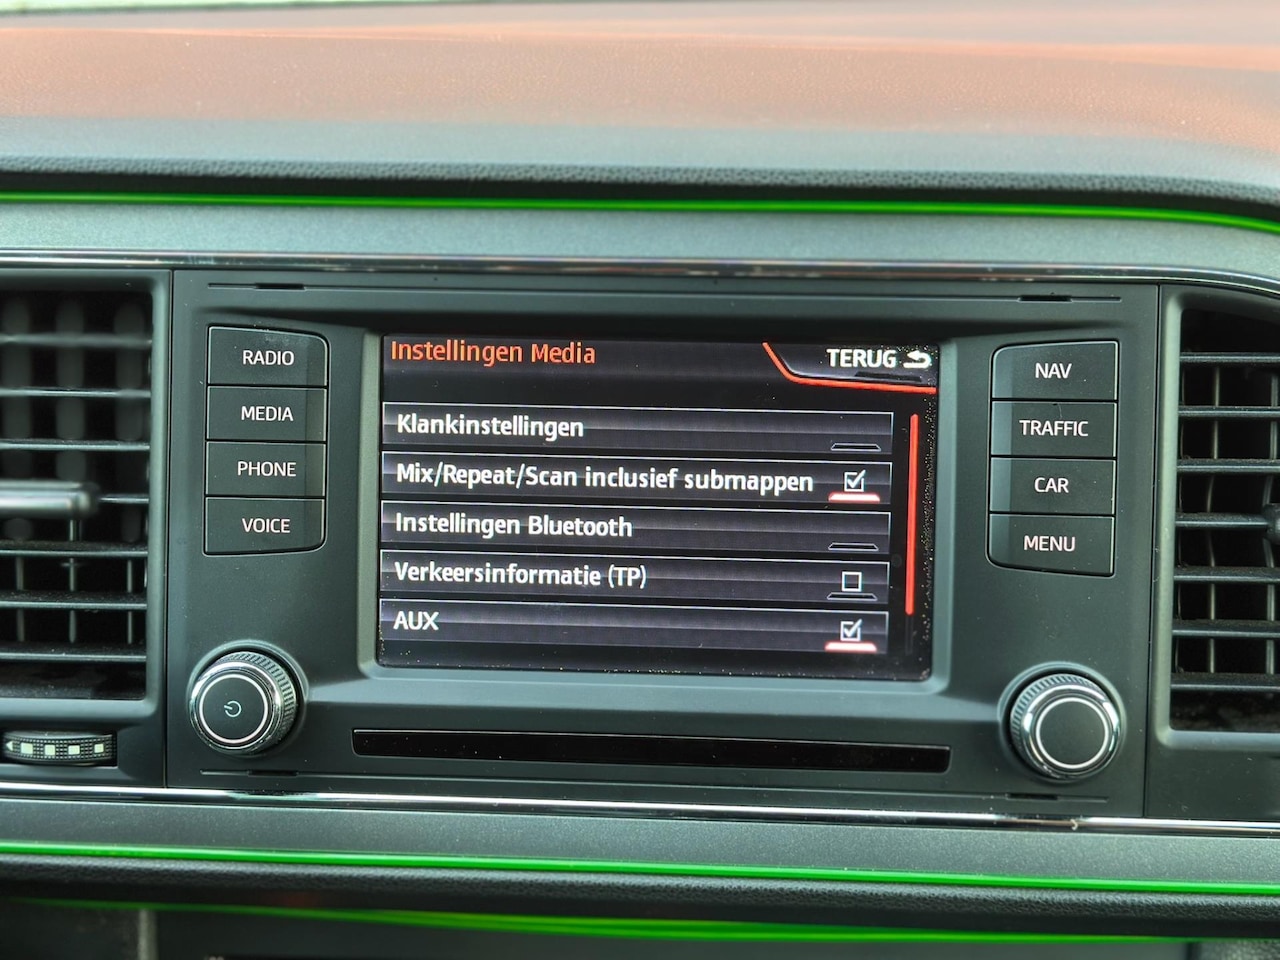 RADIO
MEDIA
PHONE
VOICE
Instellingen Media
TERUG
Klankinstellingen
Mix/Repeat/Scan inclusief submappen
Instellingen Bluetooth
Verkeersinformatie (TP)
AUX
NAV
TRAFFIC
CAR
MENU